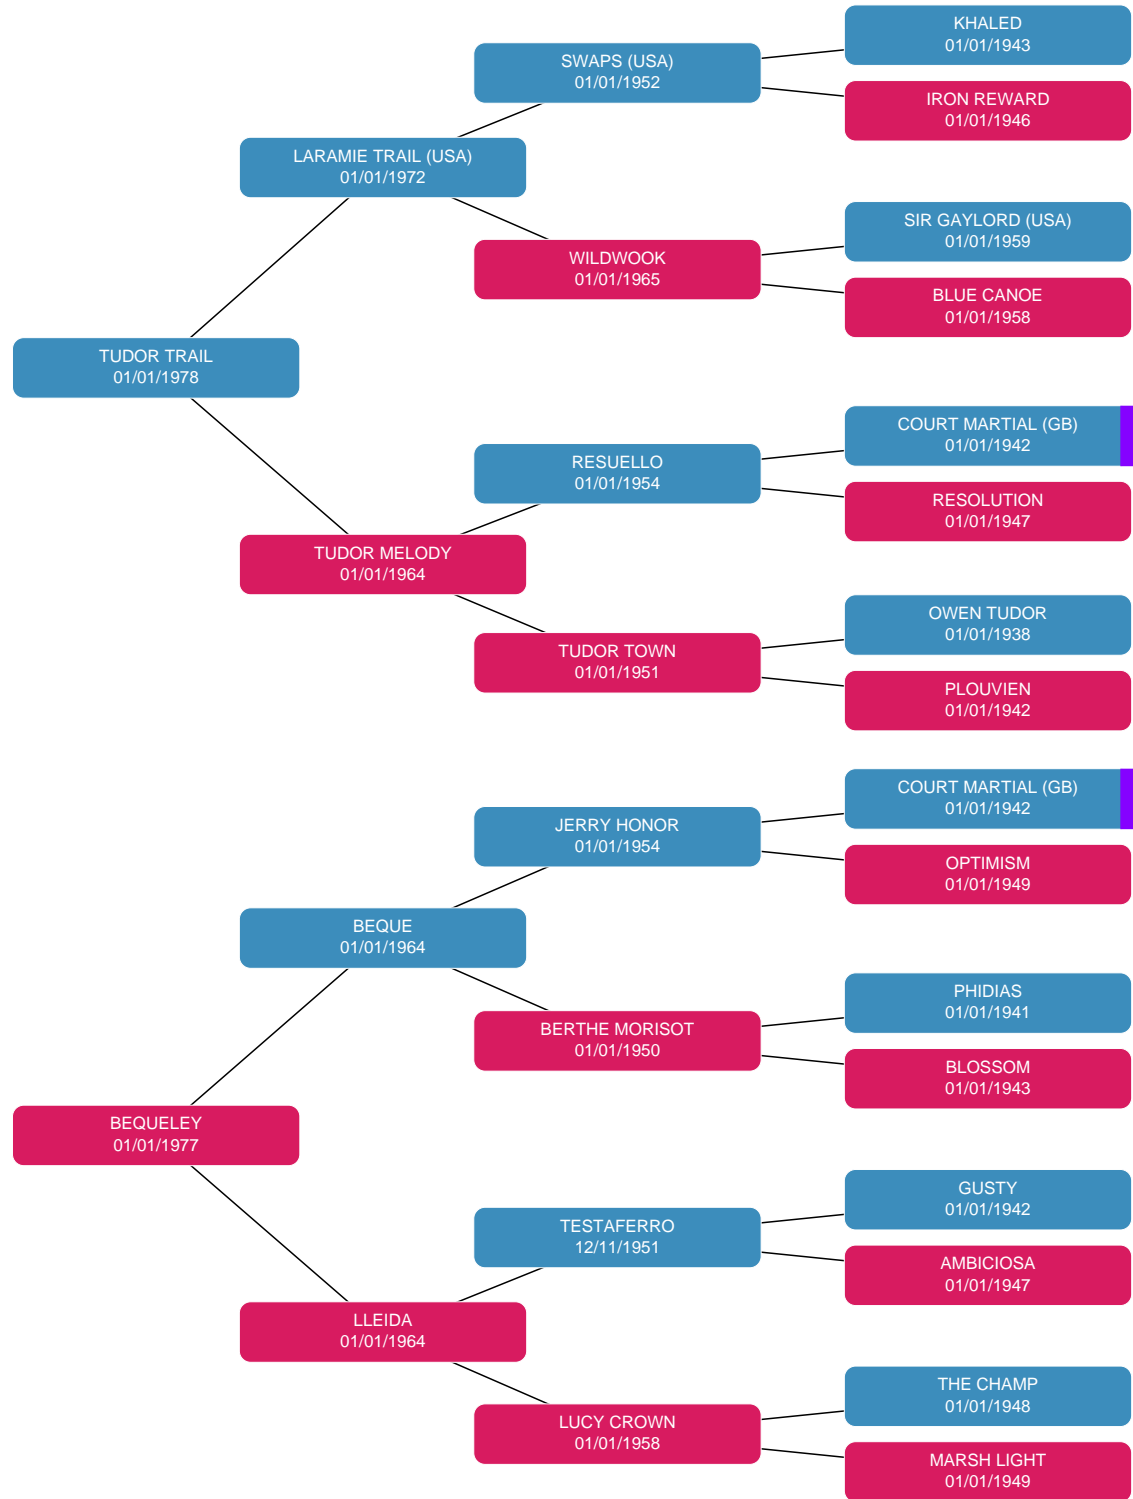 KHALED
01/01/1943
SWAPS (USA)
01/01/1952
IRON REWARD
01/01/1946
LARAMIE TRAIL (USA)
01/01/1972
SIR GAYLORD (USA)
01/01/1959
WILDWOOK
01/01/1965
BLUE CANOE
01/01/1958
TUDOR TRAIL
01/01/1978
COURT MARTIAL (GB)
01/01/1942
RESUELLO
01/01/1954
RESOLUTION
01/01/1947
TUDOR MELODY
01/01/1964
OWEN TUDOR
01/01/1938
TUDOR TOWN
01/01/1951
PLOUVIEN
01/01/1942
COURT MARTIAL (GB)
01/01/1942
JERRY HONOR
01/01/1954
OPTIMISM
01/01/1949
BEQUE
01/01/1964
PHIDIAS
01/01/1941
BERTHE MORISOT
01/01/1950
BLOSSOM
01/01/1943
BEQUELEY
01/01/1977
GUSTY
01/01/1942
TESTAFERRO
12/11/1951
AMBICIOSA
01/01/1947
LLEIDA
01/01/1964
THE CHAMP
01/01/1948
LUCY CROWN
01/01/1958
MARSH LIGHT
01/01/1949